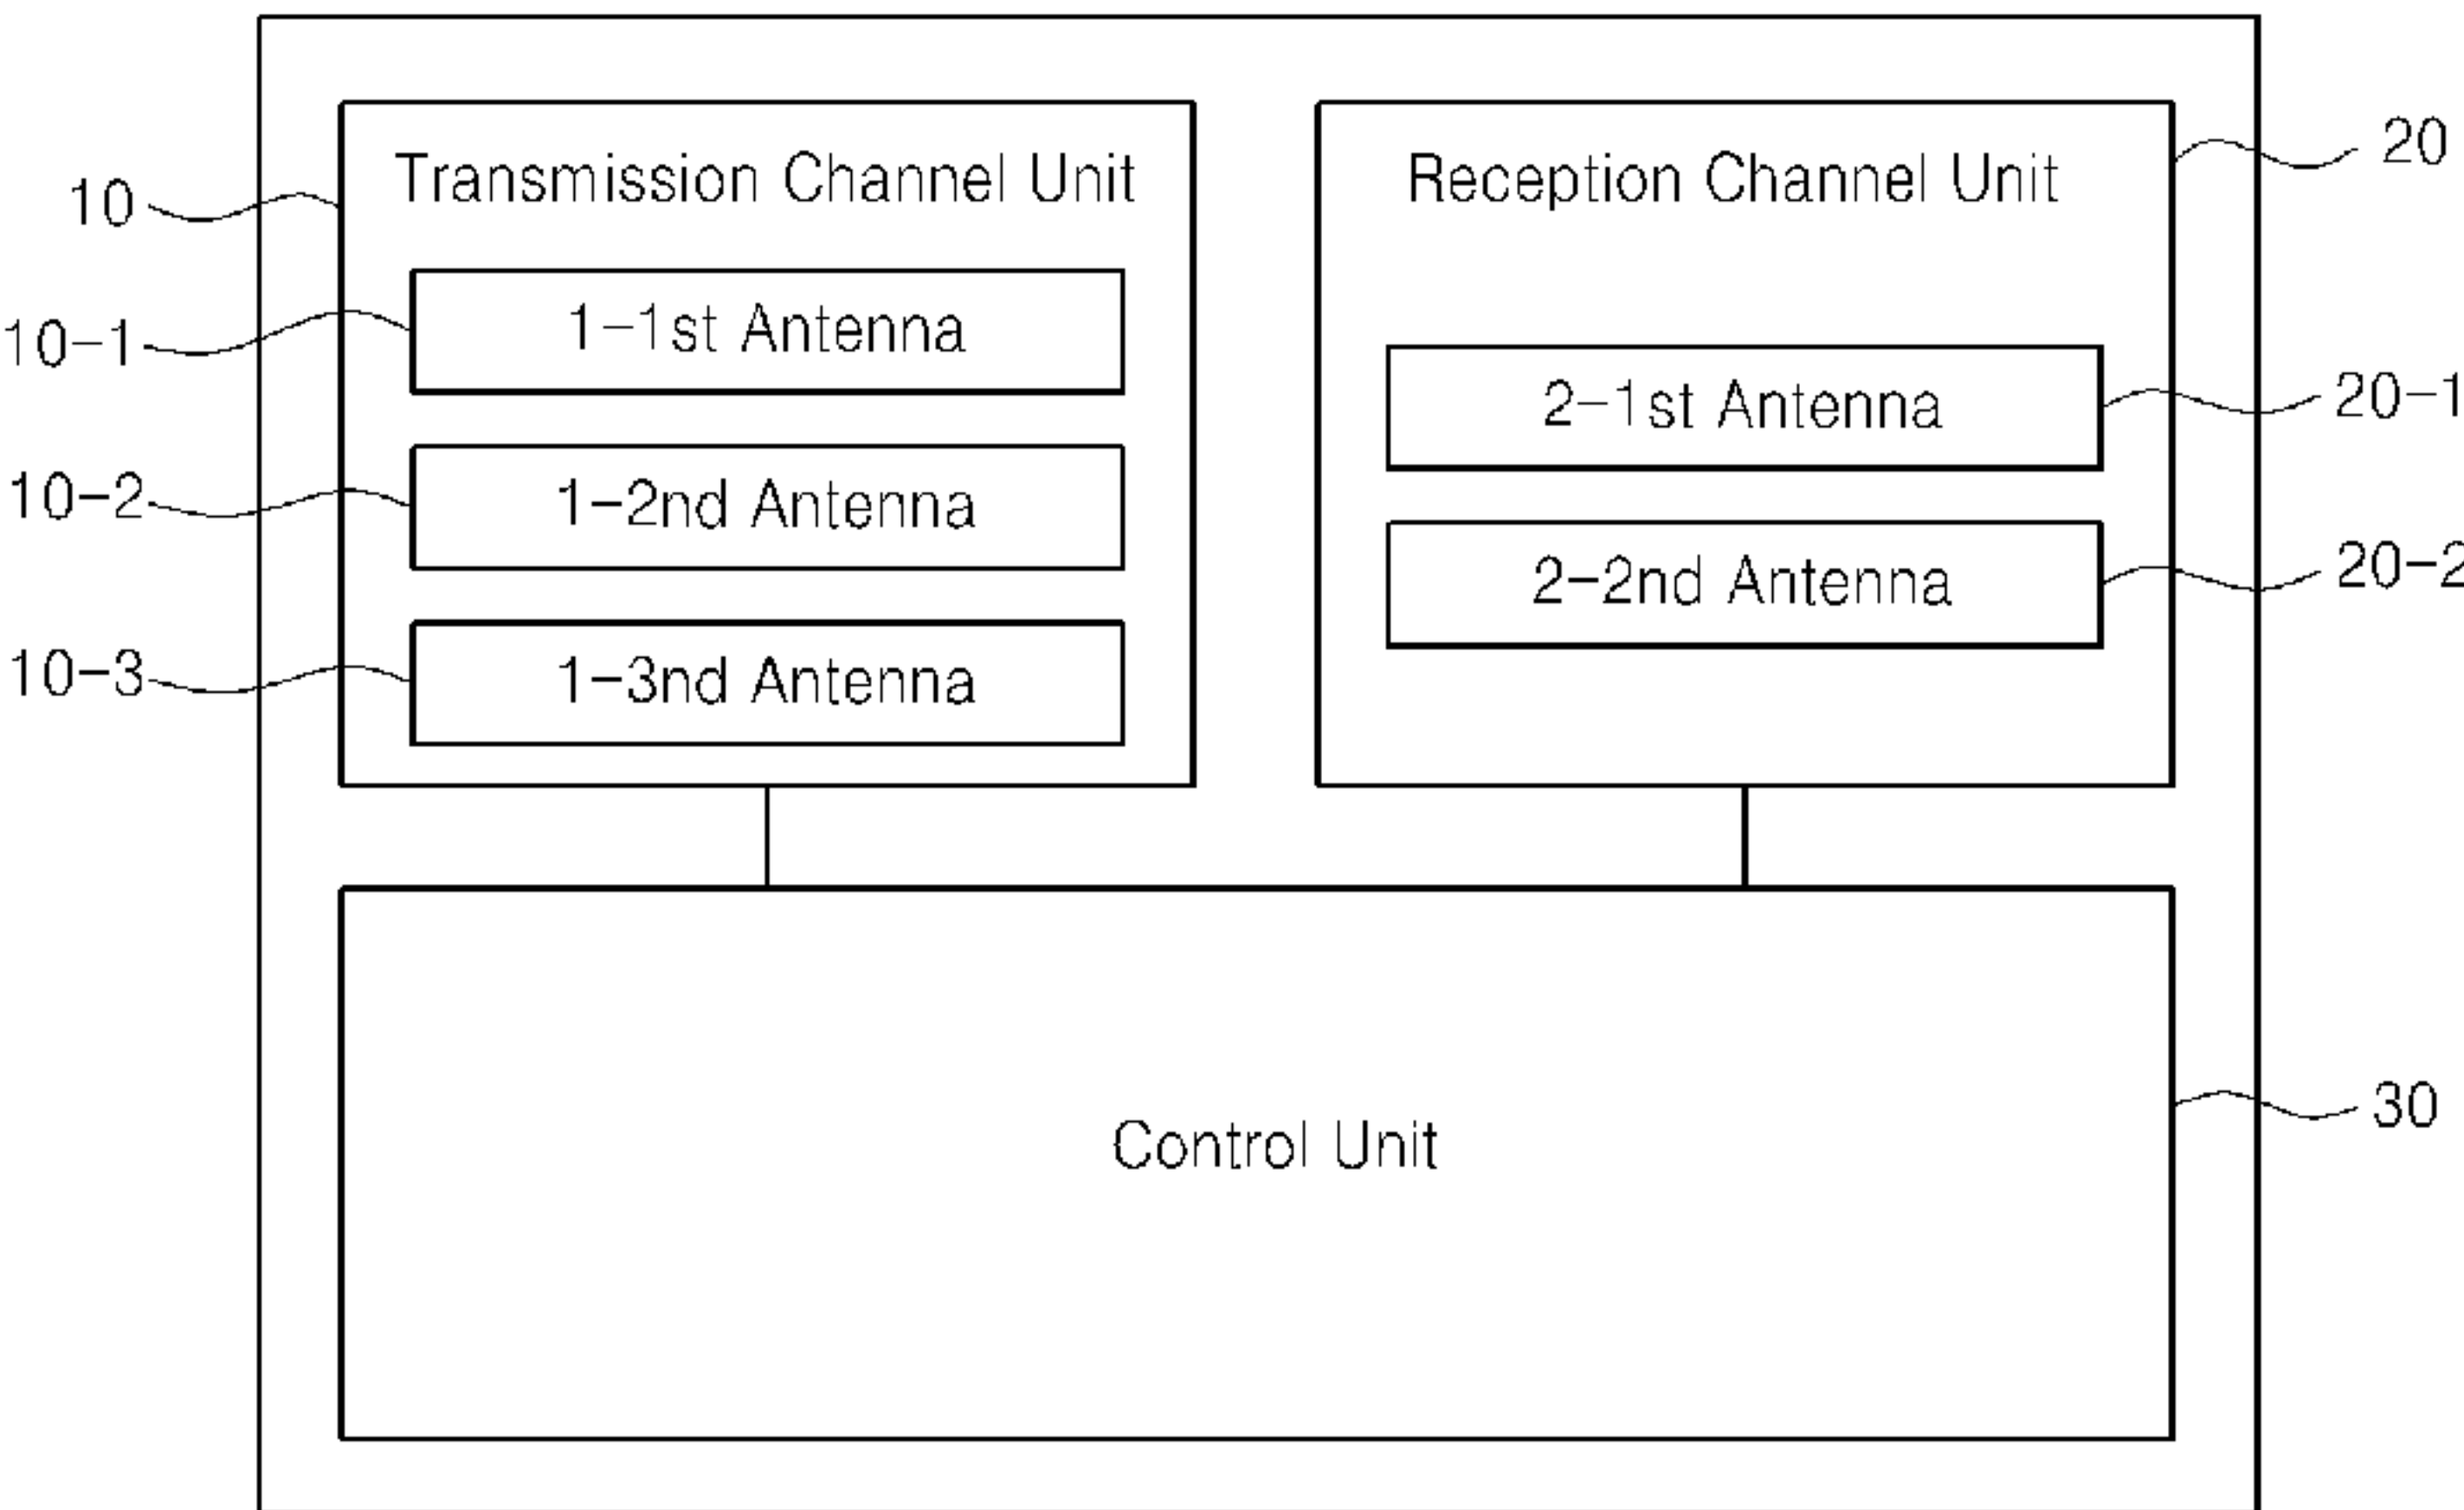 Transmission Channel Unit
Reception Channel Unit
20
10
1-1st Antenna
10-1
2-1st Antenna
20-1
1-2nd Antenna
10-2
2-2nd Antenna
20-2
1-3nd Antenna
10-3
Control Unit
30